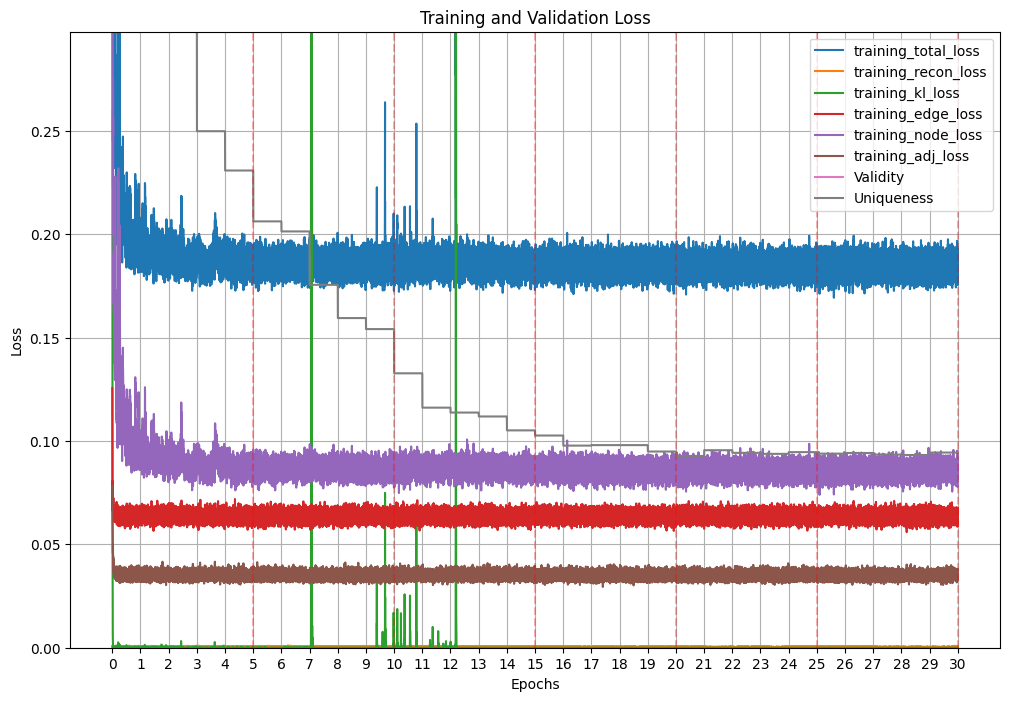 Training and Validation Loss
training_total_loss
training_recon_loss
training_kl_loss
training_edge_loss
training_node_loss
training_adj_loss
Validity
Uniqueness
Loss
0.25
0.20
0.15
0.10
0.05
0.00
0 1 2 3 4 5 6 7 8 9 10 11 12 13 14 15 16 17 18 19 20 21 22 23 24 25 26 27 28 29 30
Epochs